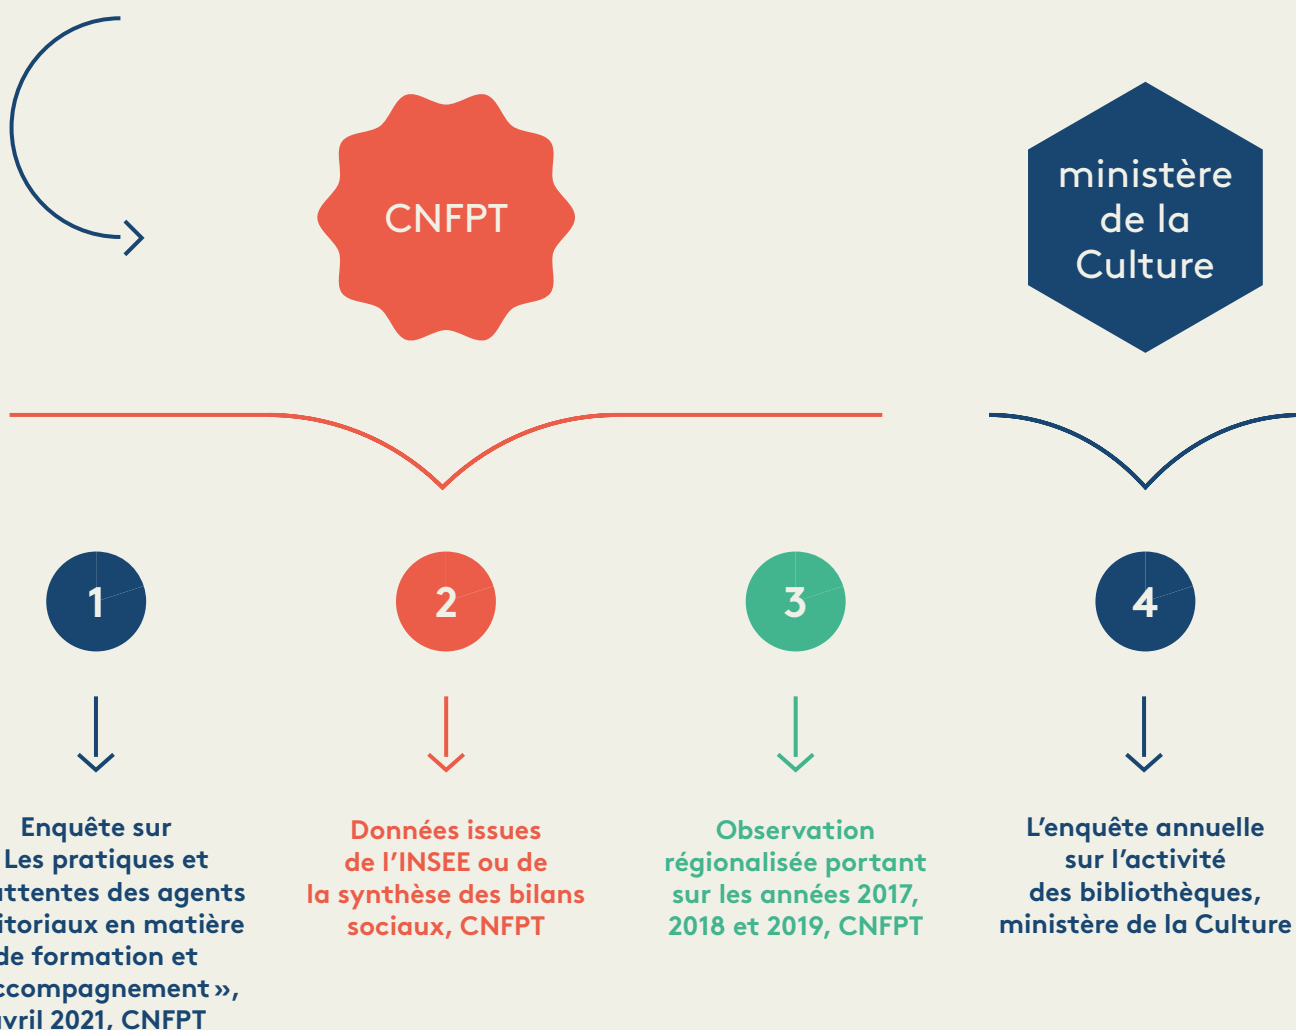 CNFPT
ministère
de la
Culture
1
2
3
4
Enquête sur
Les pratiques et
attentes des agents
itoriaux en matière
de formation et
ccompagnement »,
avril 2021, CNFPT
Données issues
de l’INSEE ou de
la synthèse des bilans
sociaux, CNFPT
Observation
régionalisée portant
sur les années 2017,
2018 et 2019, CNFPT
L’enquête annuelle
sur l’activité
des bibliothèques,
ministère de la Culture